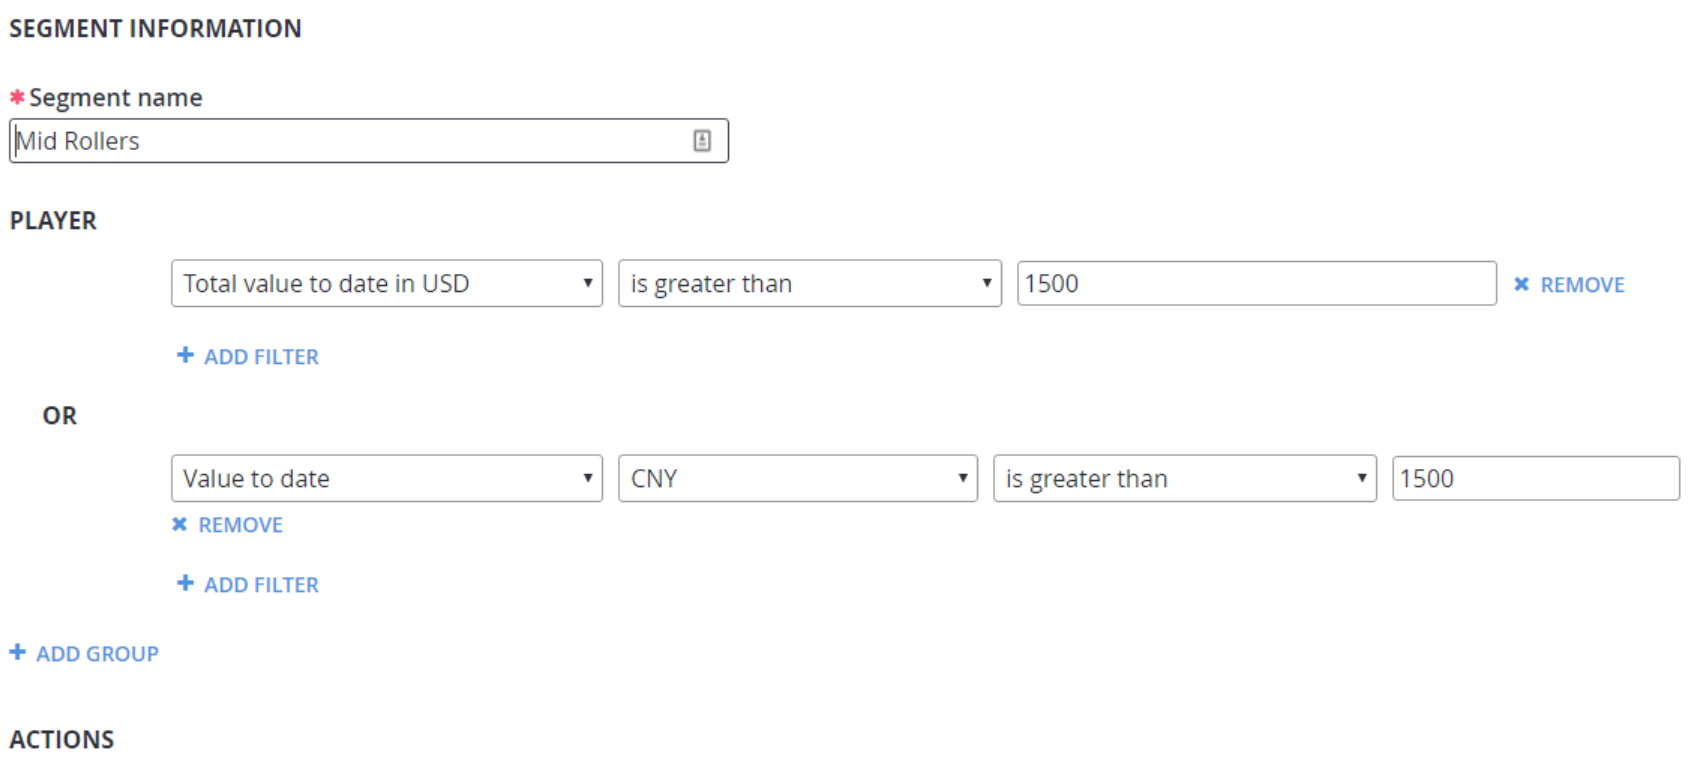 SEGMENT INFORMATION
* Segment name
Mid Rollers
PLAYER
Total value to date in USD is greater than 1500 REMOVE
+ ADD FILTER
OR
Value to date CNY is greater than 1500
REMOVE
+ ADD FILTER
+ ADD GROUP
ACTIONS